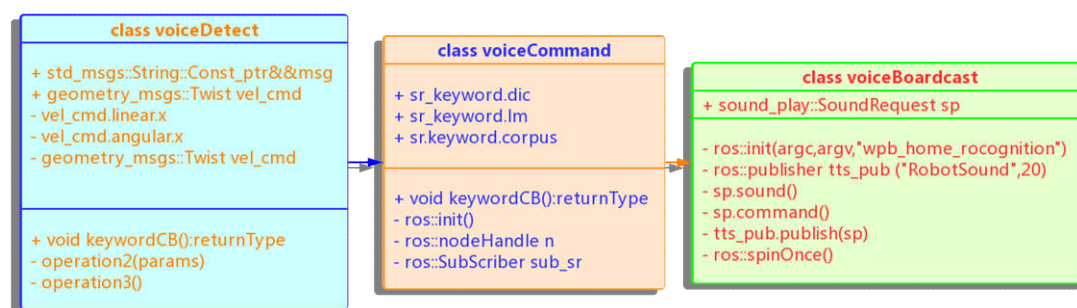 class voiceDetect
+ std_msgs::String::Const_ptr&&msg
+ geometry_msgs::Twist vel_cmd
- vel_cmd.linear.x
- vel_cmd.angular.x
- geometry_msgs::Twist vel_cmd
+ void keywordCB():returnType
- operation2(params)
- operation3()
class voiceCommand
+ sr_keyword.dic
+ sr_keyword.lm
+ sr.keyword.corpus
+ void keywordCB():returnType
- ros::init()
- ros::nodeHandle n
- ros::SubScriber sub_sr
class voiceBoardcast
+ sound_play::SoundRequest sp
- ros::init(argc,argv,"wpb_home_rocognition")
- ros::publisher tts_pub ("RobotSound",20)
- sp.sound()
- sp.command()
- tts_pub.publish(sp)
- ros::spinOnce()